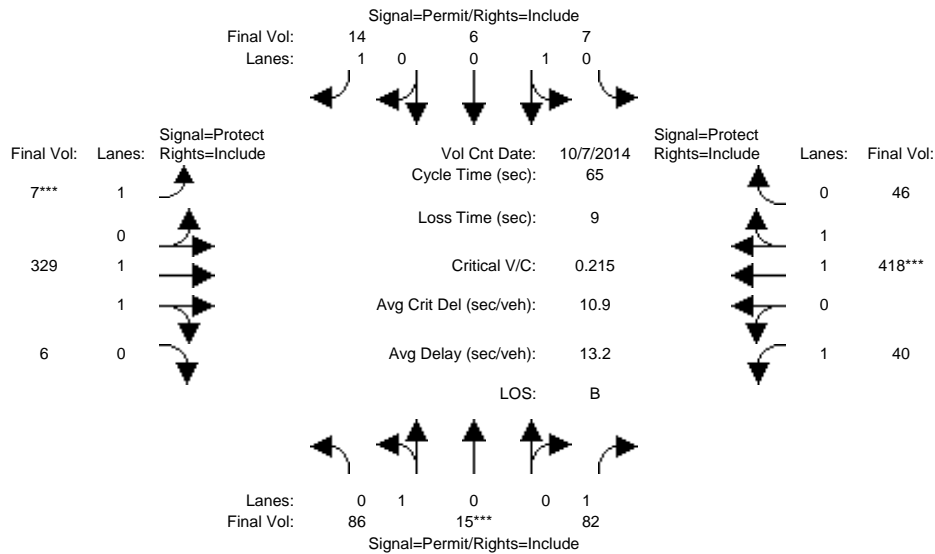 Signal=Permit/Rights=Include
Final Vol: 14 6 7
Lanes: 1 0 0 1 0
Signal=Protect
Final Vol: Lanes: Rights=Include
Vol Cnt Date: 10/7/2014
Signal=Protect
Rights=Include Lanes: Final Vol:
Cycle Time (sec): 65
7*** 1
0 46
Loss Time (sec): 9
0
1
329 1
Critical V/C: 0.215
1 418***
1
Avg Crit Del (sec/veh): 10.9
0
6 0
Avg Delay (sec/veh): 13.2
1 40
LOS: B
Lanes: 0 1 0 0 1
Final Vol: 86 15*** 82
Signal=Permit/Rights=Include